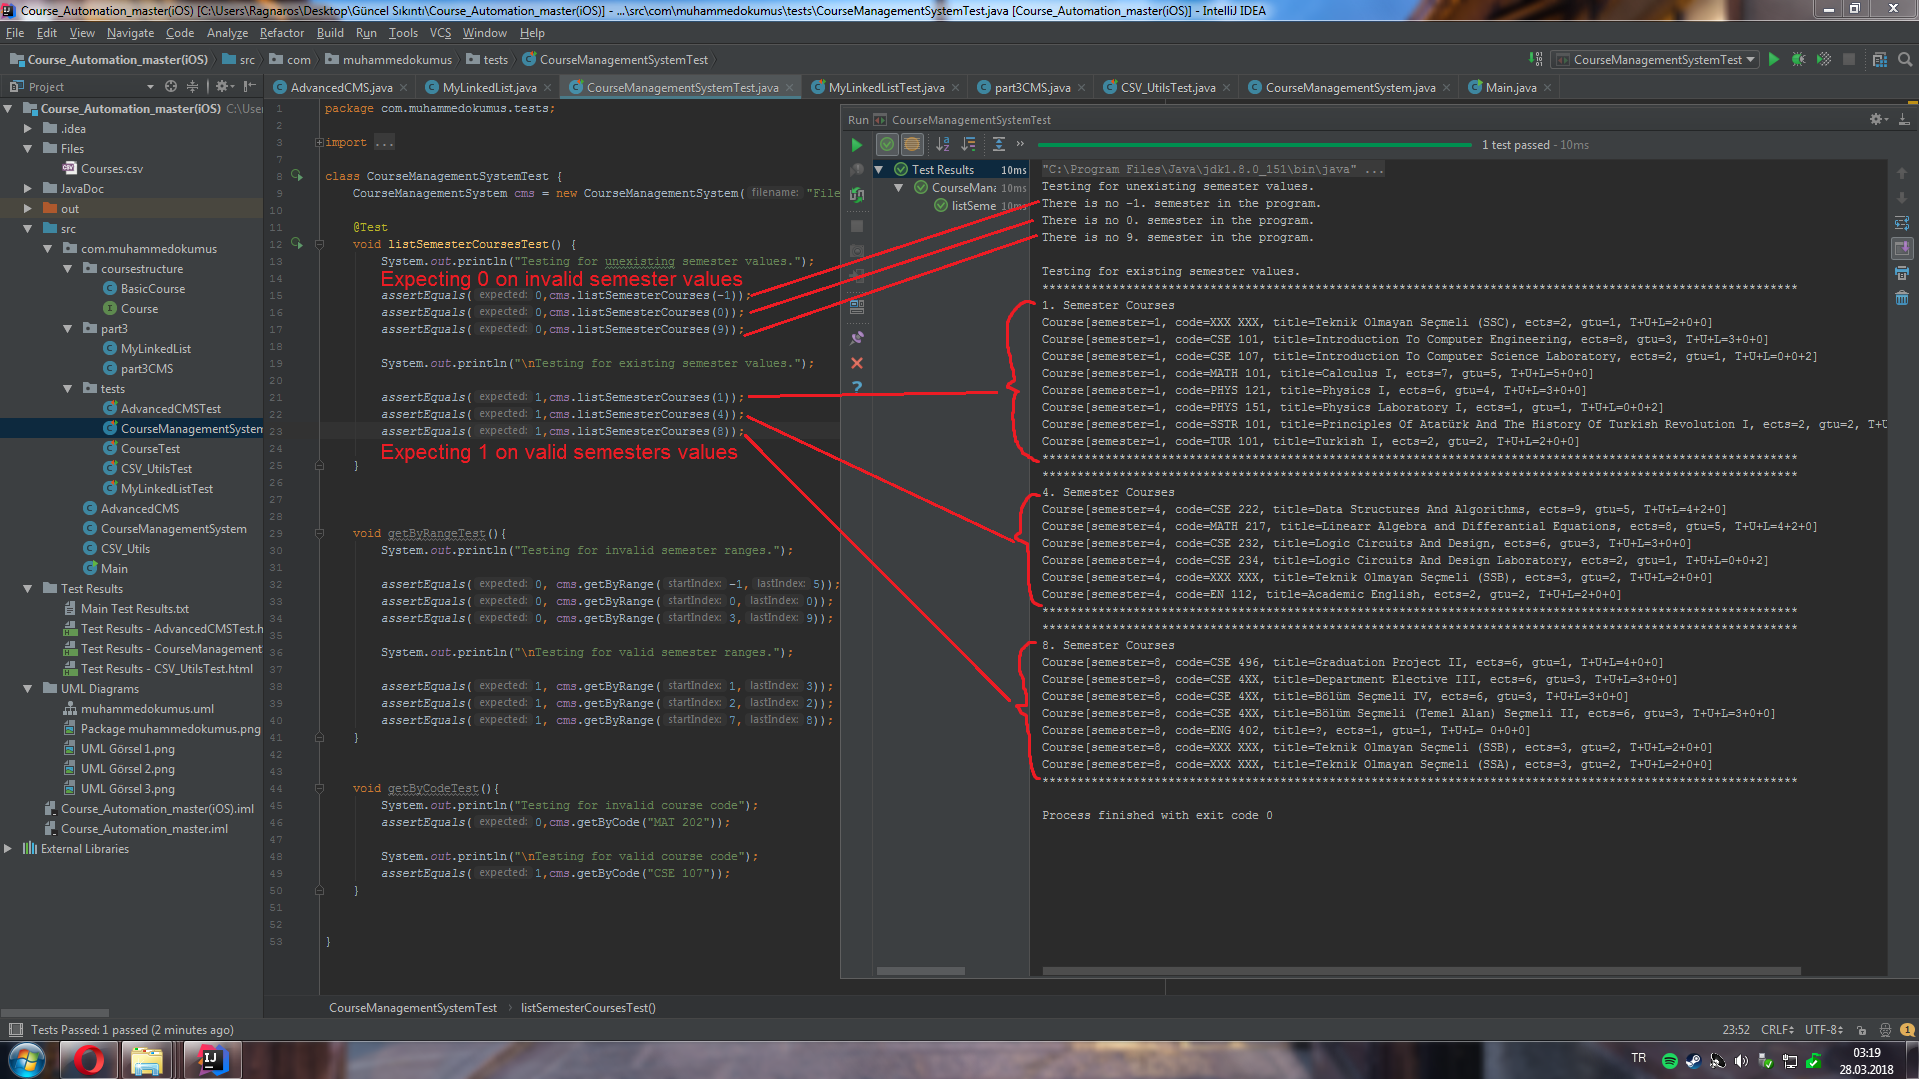 Course_Automation_master(iOS) [C:\Users\Ragnaros\Desktop\Güncel Sıkıntı\Course_Automation_master(iOS)] - ...\src\com\muhammedokumus\tests\CourseManagementSystemTest.java [Course_Automation_master(iOS)] - IntelliJ IDEA
File Edit View Navigate Code Analyze Refactor Build Run Tools VCS Window Help
Course_Automation_master(iOS) src com muhammedokumus tests CourseManagementSystemTest
CourseManagementSystemTest
Project
AdvancedCMS.java MyLinkedList.java CourseManagementSystemTest.java MyLinkedListTest.java part3CMS.java CSV_UtilsTest.java CourseManagementSystem.java Main.java
Course_Automation_master(iOS) C:\Use
.idea
Files
Courses.csv
JavaDoc
out
src
com.muhammedokumus
coursestructure
BasicCourse
Course
part3
MyLinkedList
part3CMS
tests
AdvancedCMSTest
CourseManagementSystem
CourseTest
CSV_UtilsTest
MyLinkedListTest
AdvancedCMS
CourseManagementSystem
CSV_Utils
Main
Test Results
Main Test Results.txt
Test Results - AdvancedCMSTest.h
Test Results - CourseManagement
Test Results - CSV_UtilsTest.html
UML Diagrams
muhammedokumus.uml
Package muhammedokumus.png
UML Görsel 1.png
UML Görsel 2.png
UML Görsel 3.png
Course_Automation_master(iOS).iml
Course_Automation_master.iml
External Libraries
1 package com.muhammedokumus.tests;
2
3 import ...
7
8 class CourseManagementSystemTest {
9 CourseManagementSystem cms = new CourseManagementSystem( filename: "File
10
11 @Test
12 void listSemesterCoursesTest() {
13 System.out.println("Testing for unexisting semester values.");
14 Expecting 0 on invalid semester values
15 assertEquals( expected: 0,cms.listSemesterCourses(-1));
16 assertEquals( expected: 0,cms.listSemesterCourses(0));
17 assertEquals( expected: 0,cms.listSemesterCourses(9));
18
19 System.out.println("\nTesting for existing semester values.");
20
21 assertEquals( expected: 1,cms.listSemesterCourses(1));
22 assertEquals( expected: 1,cms.listSemesterCourses(4));
23 assertEquals( expected: 1,cms.listSemesterCourses(8));
24 Expecting 1 on valid semesters values
25 }
26
27
28
29 void getByRangeTest(){
30 System.out.println("Testing for invalid semester ranges.");
31
32 assertEquals( expected: 0, cms.getByRange( startIndex: -1, lastIndex: 5));
33 assertEquals( expected: 0, cms.getByRange( startIndex: 0, lastIndex: 0));
34 assertEquals( expected: 0, cms.getByRange( startIndex: 3, lastIndex: 9));
35
36 System.out.println("\nTesting for valid semester ranges.");
37
38 assertEquals( expected: 1, cms.getByRange( startIndex: 1, lastIndex: 3));
39 assertEquals( expected: 1, cms.getByRange( startIndex: 2, lastIndex: 2));
40 assertEquals( expected: 1, cms.getByRange( startIndex: 7, lastIndex: 8));
41 }
42
43
44 void getByCodeTest(){
45 System.out.println("Testing for invalid course code");
46 assertEquals( expected: 0,cms.getByCode("MAT 202"));
47
48 System.out.println("\nTesting for valid course code");
49 assertEquals( expected: 1,cms.getByCode("CSE 107"));
50 }
51
52
53 }
Run CourseManagementSystemTest
1 test passed - 10ms
Test Results 10ms
CourseMana 10ms
listSeme 10ms
"C:\Program Files\Java\jdk1.8.0_151\bin\java" ...
Testing for unexisting semester values.
There is no -1. semester in the program.
There is no 0. semester in the program.
There is no 9. semester in the program.
Testing for existing semester values.
************************************************************************************************************
1. Semester Courses
Course[semester=1, code=XXX XXX, title=Teknik Olmayan Seçmeli (SSC), ects=2, gtu=1, T+U+L=2+0+0]
Course[semester=1, code=CSE 101, title=Introduction To Computer Engineering, ects=8, gtu=3, T+U+L=3+0+0]
Course[semester=1, code=CSE 107, title=Introduction To Computer Science Laboratory, ects=2, gtu=1, T+U+L=0+0+2]
Course[semester=1, code=MATH 101, title=Calculus I, ects=7, gtu=5, T+U+L=5+0+0]
Course[semester=1, code=PHYS 121, title=Physics I, ects=6, gtu=4, T+U+L=3+0+0]
Course[semester=1, code=PHYS 151, title=Physics Laboratory I, ects=1, gtu=1, T+U+L=0+0+2]
Course[semester=1, code=SSTR 101, title=Principles Of Atatürk And The History Of Turkish Revolution I, ects=2, gtu=2, T+U
Course[semester=1, code=TUR 101, title=Turkish I, ects=2, gtu=2, T+U+L=2+0+0]
************************************************************************************************************
************************************************************************************************************
4. Semester Courses
Course[semester=4, code=CSE 222, title=Data Structures And Algorithms, ects=9, gtu=5, T+U+L=4+2+0]
Course[semester=4, code=MATH 217, title=Linearr Algebra and Differential Equations, ects=8, gtu=5, T+U+L=4+2+0]
Course[semester=4, code=CSE 232, title=Logic Circuits And Design, ects=6, gtu=3, T+U+L=3+0+0]
Course[semester=4, code=CSE 234, title=Logic Circuits And Design Laboratory, ects=2, gtu=1, T+U+L=0+0+2]
Course[semester=4, code=XXX XXX, title=Teknik Olmayan Seçmeli (SSB), ects=3, gtu=2, T+U+L=2+0+0]
Course[semester=4, code=EN 112, title=Academic English, ects=2, gtu=2, T+U+L=2+0+0]
************************************************************************************************************
************************************************************************************************************
8. Semester Courses
Course[semester=8, code=CSE 496, title=Graduation Project II, ects=6, gtu=1, T+U+L=4+0+0]
Course[semester=8, code=CSE 4XX, title=Department Elective III, ects=6, gtu=3, T+U+L=3+0+0]
Course[semester=8, code=CSE 4XX, title=Bölüm Seçmeli IV, ects=6, gtu=3, T+U+L=3+0+0]
Course[semester=8, code=CSE 4XX, title=Bölüm Seçmeli (Temel Alan) Seçmeli II, ects=6, gtu=3, T+U+L=3+0+0]
Course[semester=8, code=ENG 402, title=?, ects=1, gtu=1, T+U+L= 0+0+0]
Course[semester=8, code=XXX XXX, title=Teknik Olmayan Seçmeli (SSB), ects=3, gtu=2, T+U+L=2+0+0]
Course[semester=8, code=XXX XXX, title=Teknik Olmayan Seçmeli (SSA), ects=3, gtu=2, T+U+L=2+0+0]
************************************************************************************************************
Process finished with exit code 0
CourseManagementSystemTest listSemesterCoursesTest()
Tests Passed: 1 passed (2 minutes ago)
23:52 CRLF UTF-8 1
TR 03:19
28.03.2018